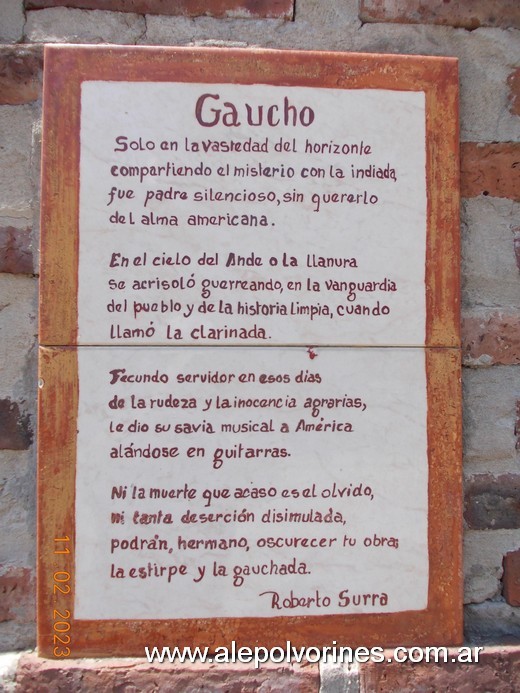 Gaucho
Solo en la vastedad del horizonte
compartiendo el misterio con la indiada,
fue padre silencioso, sin quererlo
del alma americana.
En el cielo del Ande o la llanura
se acrisoló guerreando, en la vanguardia
del pueblo y de la historia limpia, cuando
llamó la clarinada.
Fecundo servidor en esos días
de la rudeza y la inocencia agrarias,
le dio su savia musical a América
alándose en guitarras.
Ni la muerte que acaso es el olvido,
ni tanta deserción disimulada,
podrán, hermano, oscurecer tu obra;
la estirpe y la gauchada.
Roberto Surra
11 02 2023
www.alepolvorines.com.ar